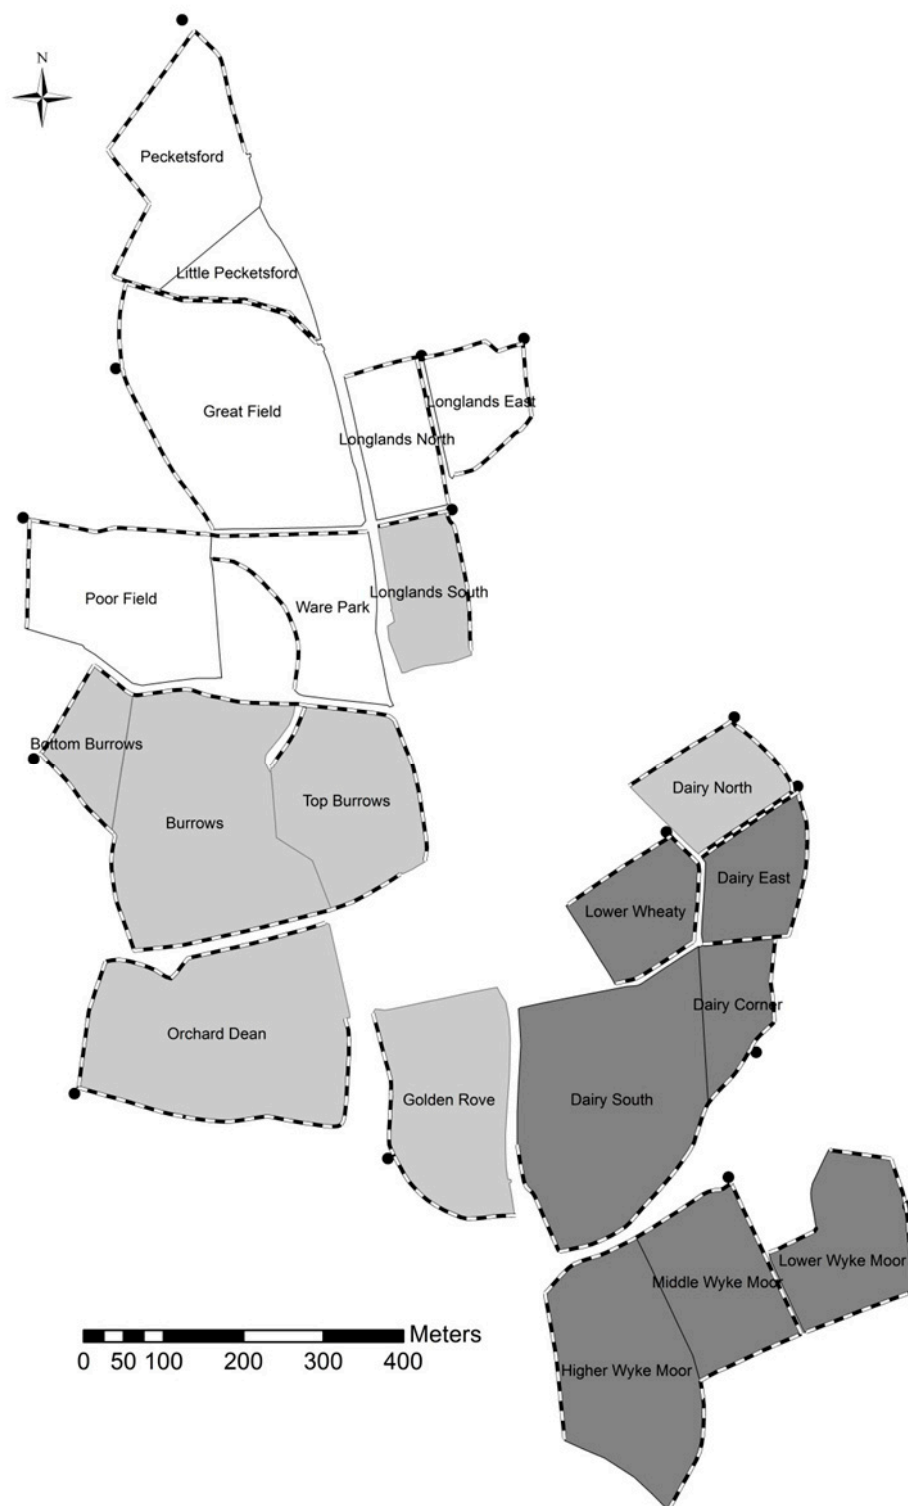 N
Pecketsford
Little Pecketsford
Great Field
Longlands East
Longlands North
Poor Field
Ware Park
Longlands South
Bottom Burrows
Burrows
Top Burrows
Dairy North
Dairy East
Lower Wheaty
Dairy Corner
Orchard Dean
Golden Rove
Dairy South
Lower Wyke Moor
Middle Wyke Moor
Higher Wyke Moor
Meters
0 50 100 200 300 400